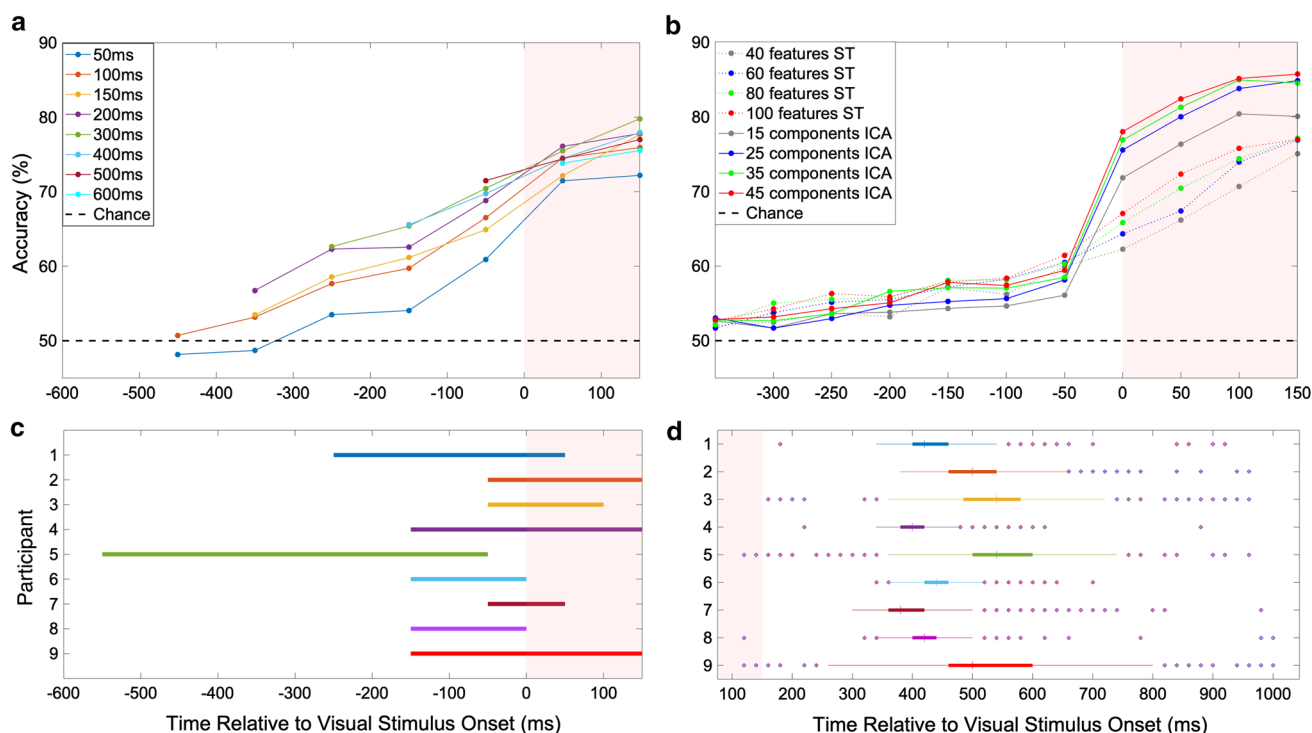 a
90
80
70
60
50
Accuracy (%)
50ms
100ms
150ms
200ms
300ms
400ms
500ms
600ms
Chance
-600 -500 -400 -300 -200 -100 0 100
b
90
80
70
60
50
40 features ST
60 features ST
80 features ST
100 features ST
15 components ICA
25 components ICA
35 components ICA
45 components ICA
Chance
-300 -250 -200 -150 -100 -50 0 -50 100 150
c
Participant
1
2
3
4
5
6
7
8
9
-600 -500 -400 -300 -200 -100 0 100
Time Relative to Visual Stimulus Onset (ms)
d
1
2
3
4
5
6
7
8
9
100 200 300 400 500 600 700 800 900 1000
Time Relative to Visual Stimulus Onset (ms)